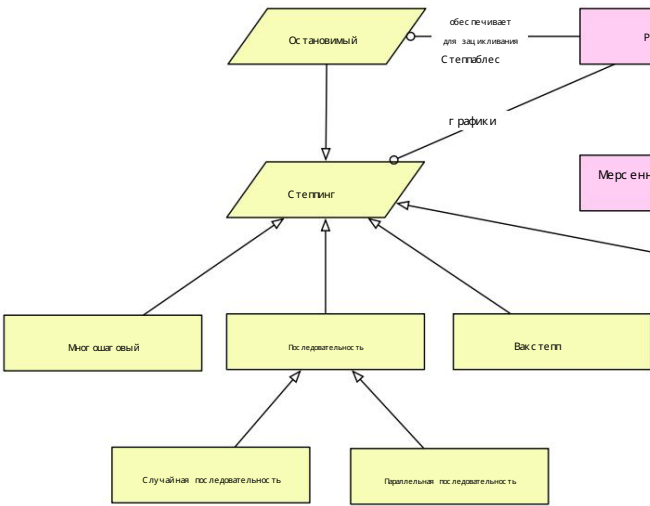 Остановимый
обеспечивает
для зацикливания
Степпаблес
Р
графики
Степпинг
Мерсенн
Многошаговый
Последовательность
Вакстепп
Случайная последовательность
Параллельная последовательность